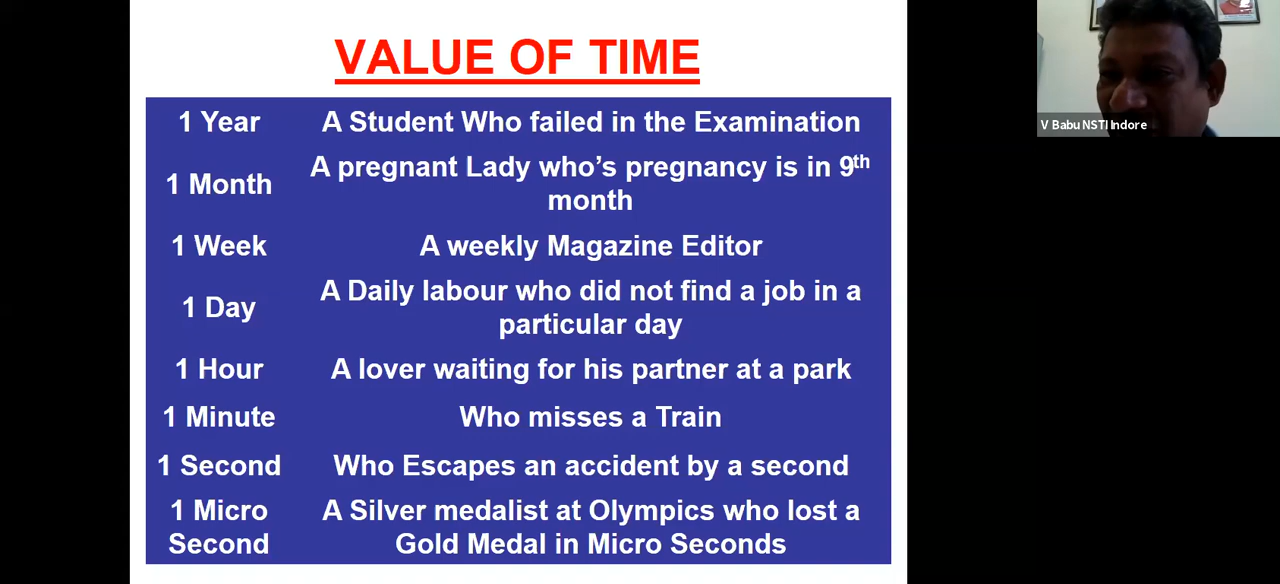 VALUE OF TIME
1 Year
A Student Who failed in the Examination
1 Month
A pregnant Lady who’s pregnancy is in 9th
month
1 Week
A weekly Magazine Editor
1 Day
A Daily labour who did not find a job in a
particular day
1 Hour
A lover waiting for his partner at a park
1 Minute
Who misses a Train
1 Second
Who Escapes an accident by a second
1 Micro
Second
A Silver medalist at Olympics who lost a
Gold Medal in Micro Seconds
V Babu NSTI Indore